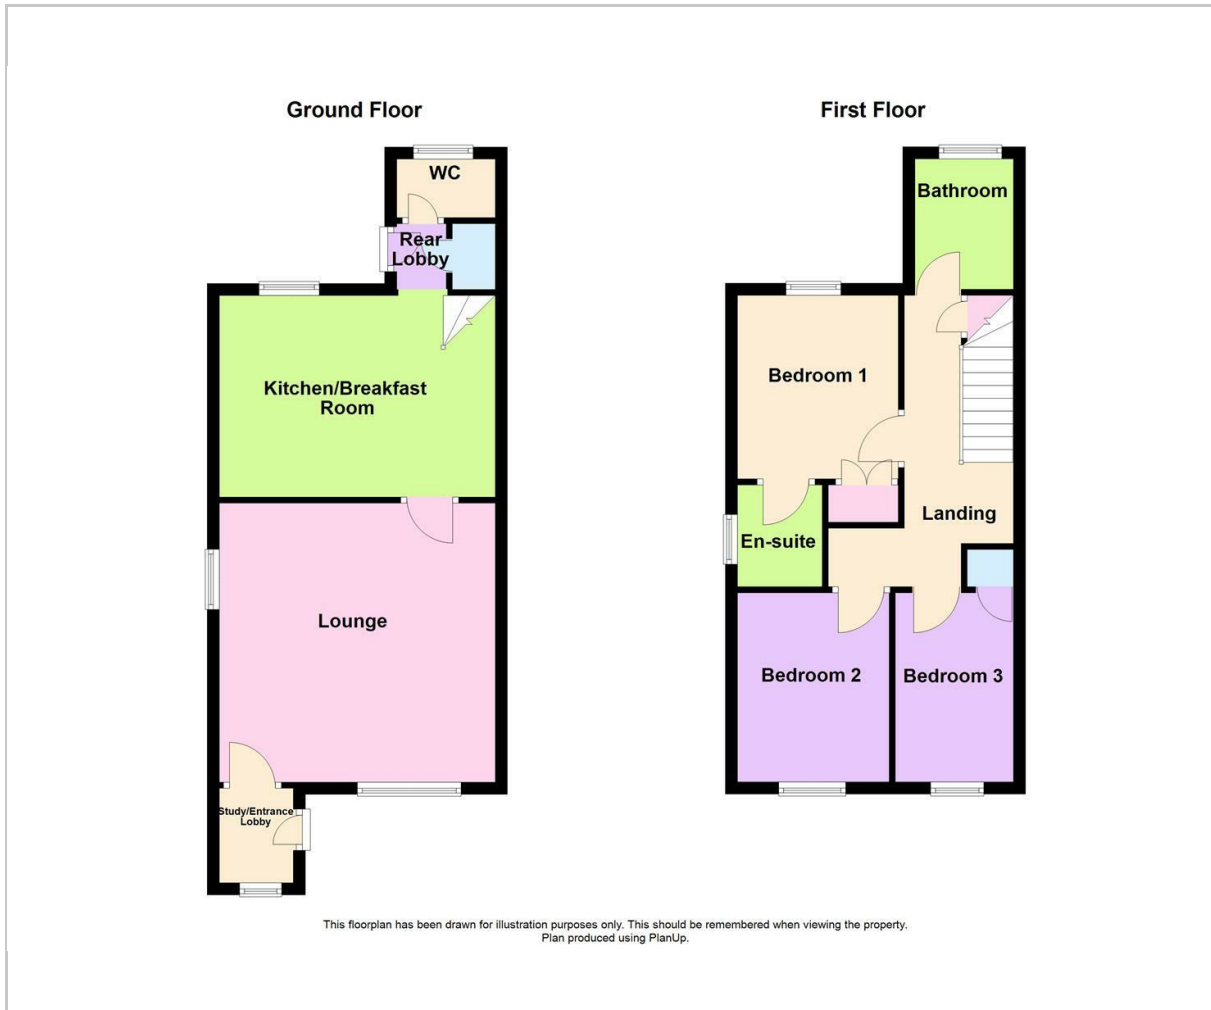 Ground Floor
WC
Rear
Lobby
Kitchen/Breakfast
Room
Lounge
Study/Entrance
Lobby
First Floor
Bathroom
Bedroom 1
Landing
En-suite
Bedroom 2
Bedroom 3
This floorplan has been drawn for illustration purposes only. This should be remembered when viewing the property.
Plan produced using PlanUp.